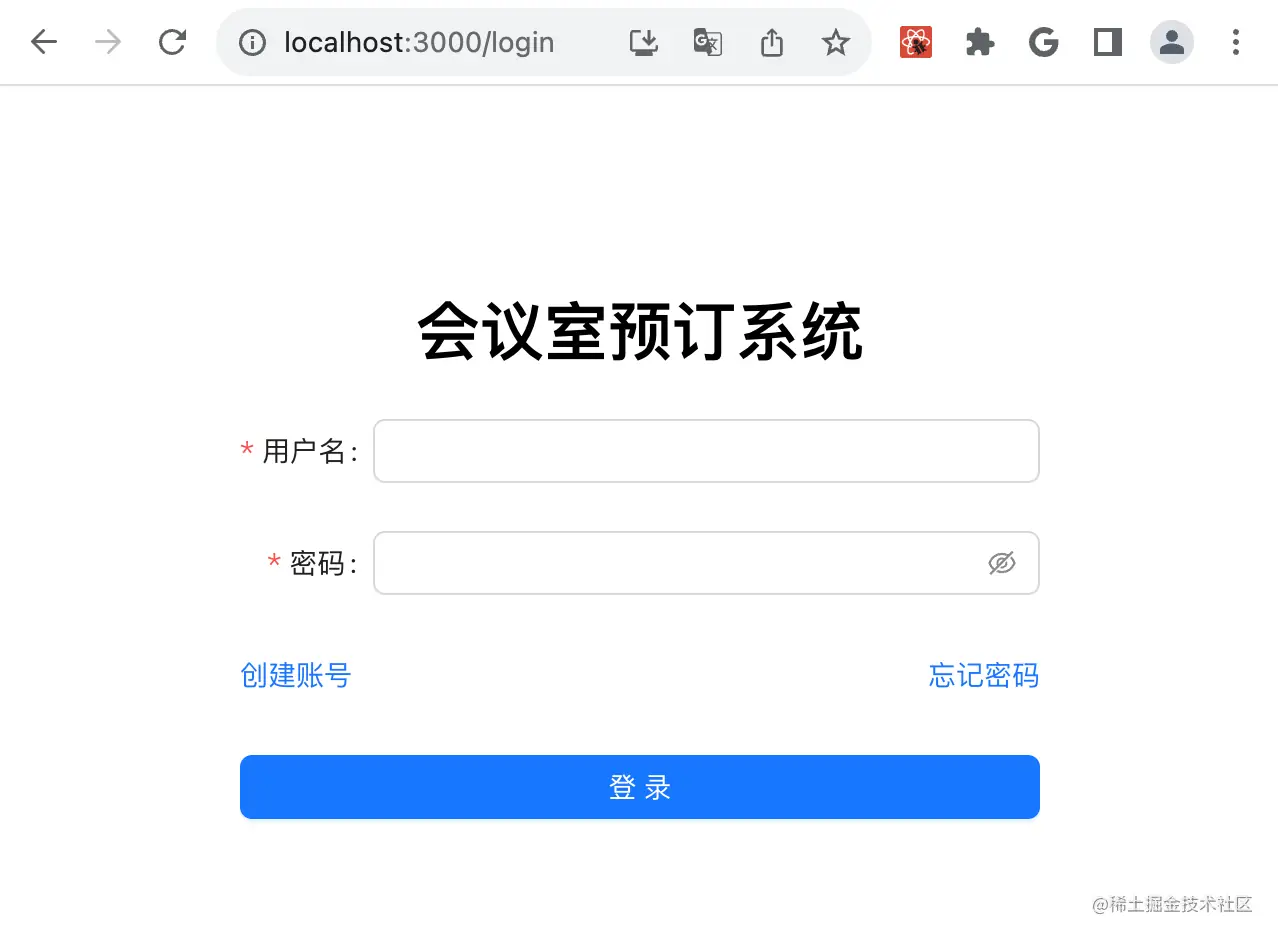 localhost:3000/login
会议室预订系统
* 用户名:
* 密码:
创建账号
忘记密码
登 录
@稀土掘金技术社区